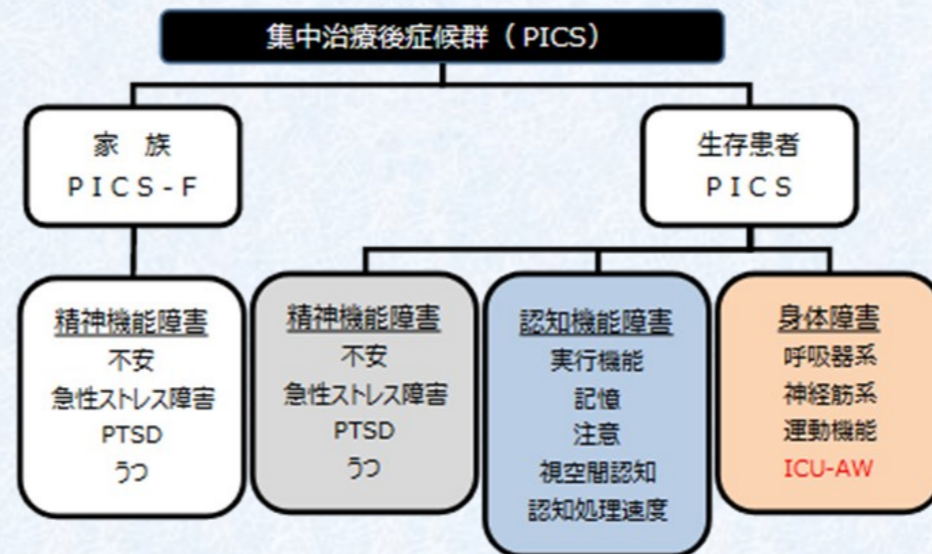 集中治療後症候群（PICS）
家　族
PICS-F
生存患者
PICS
精神機能障害
不安
急性ストレス障害
PTSD
うつ
精神機能障害
不安
急性ストレス障害
PTSD
うつ
認知機能障害
実行機能
記憶
注意
視空間認知
認知処理速度
身体障害
呼吸器系
神経筋系
運動機能
ICU-AW